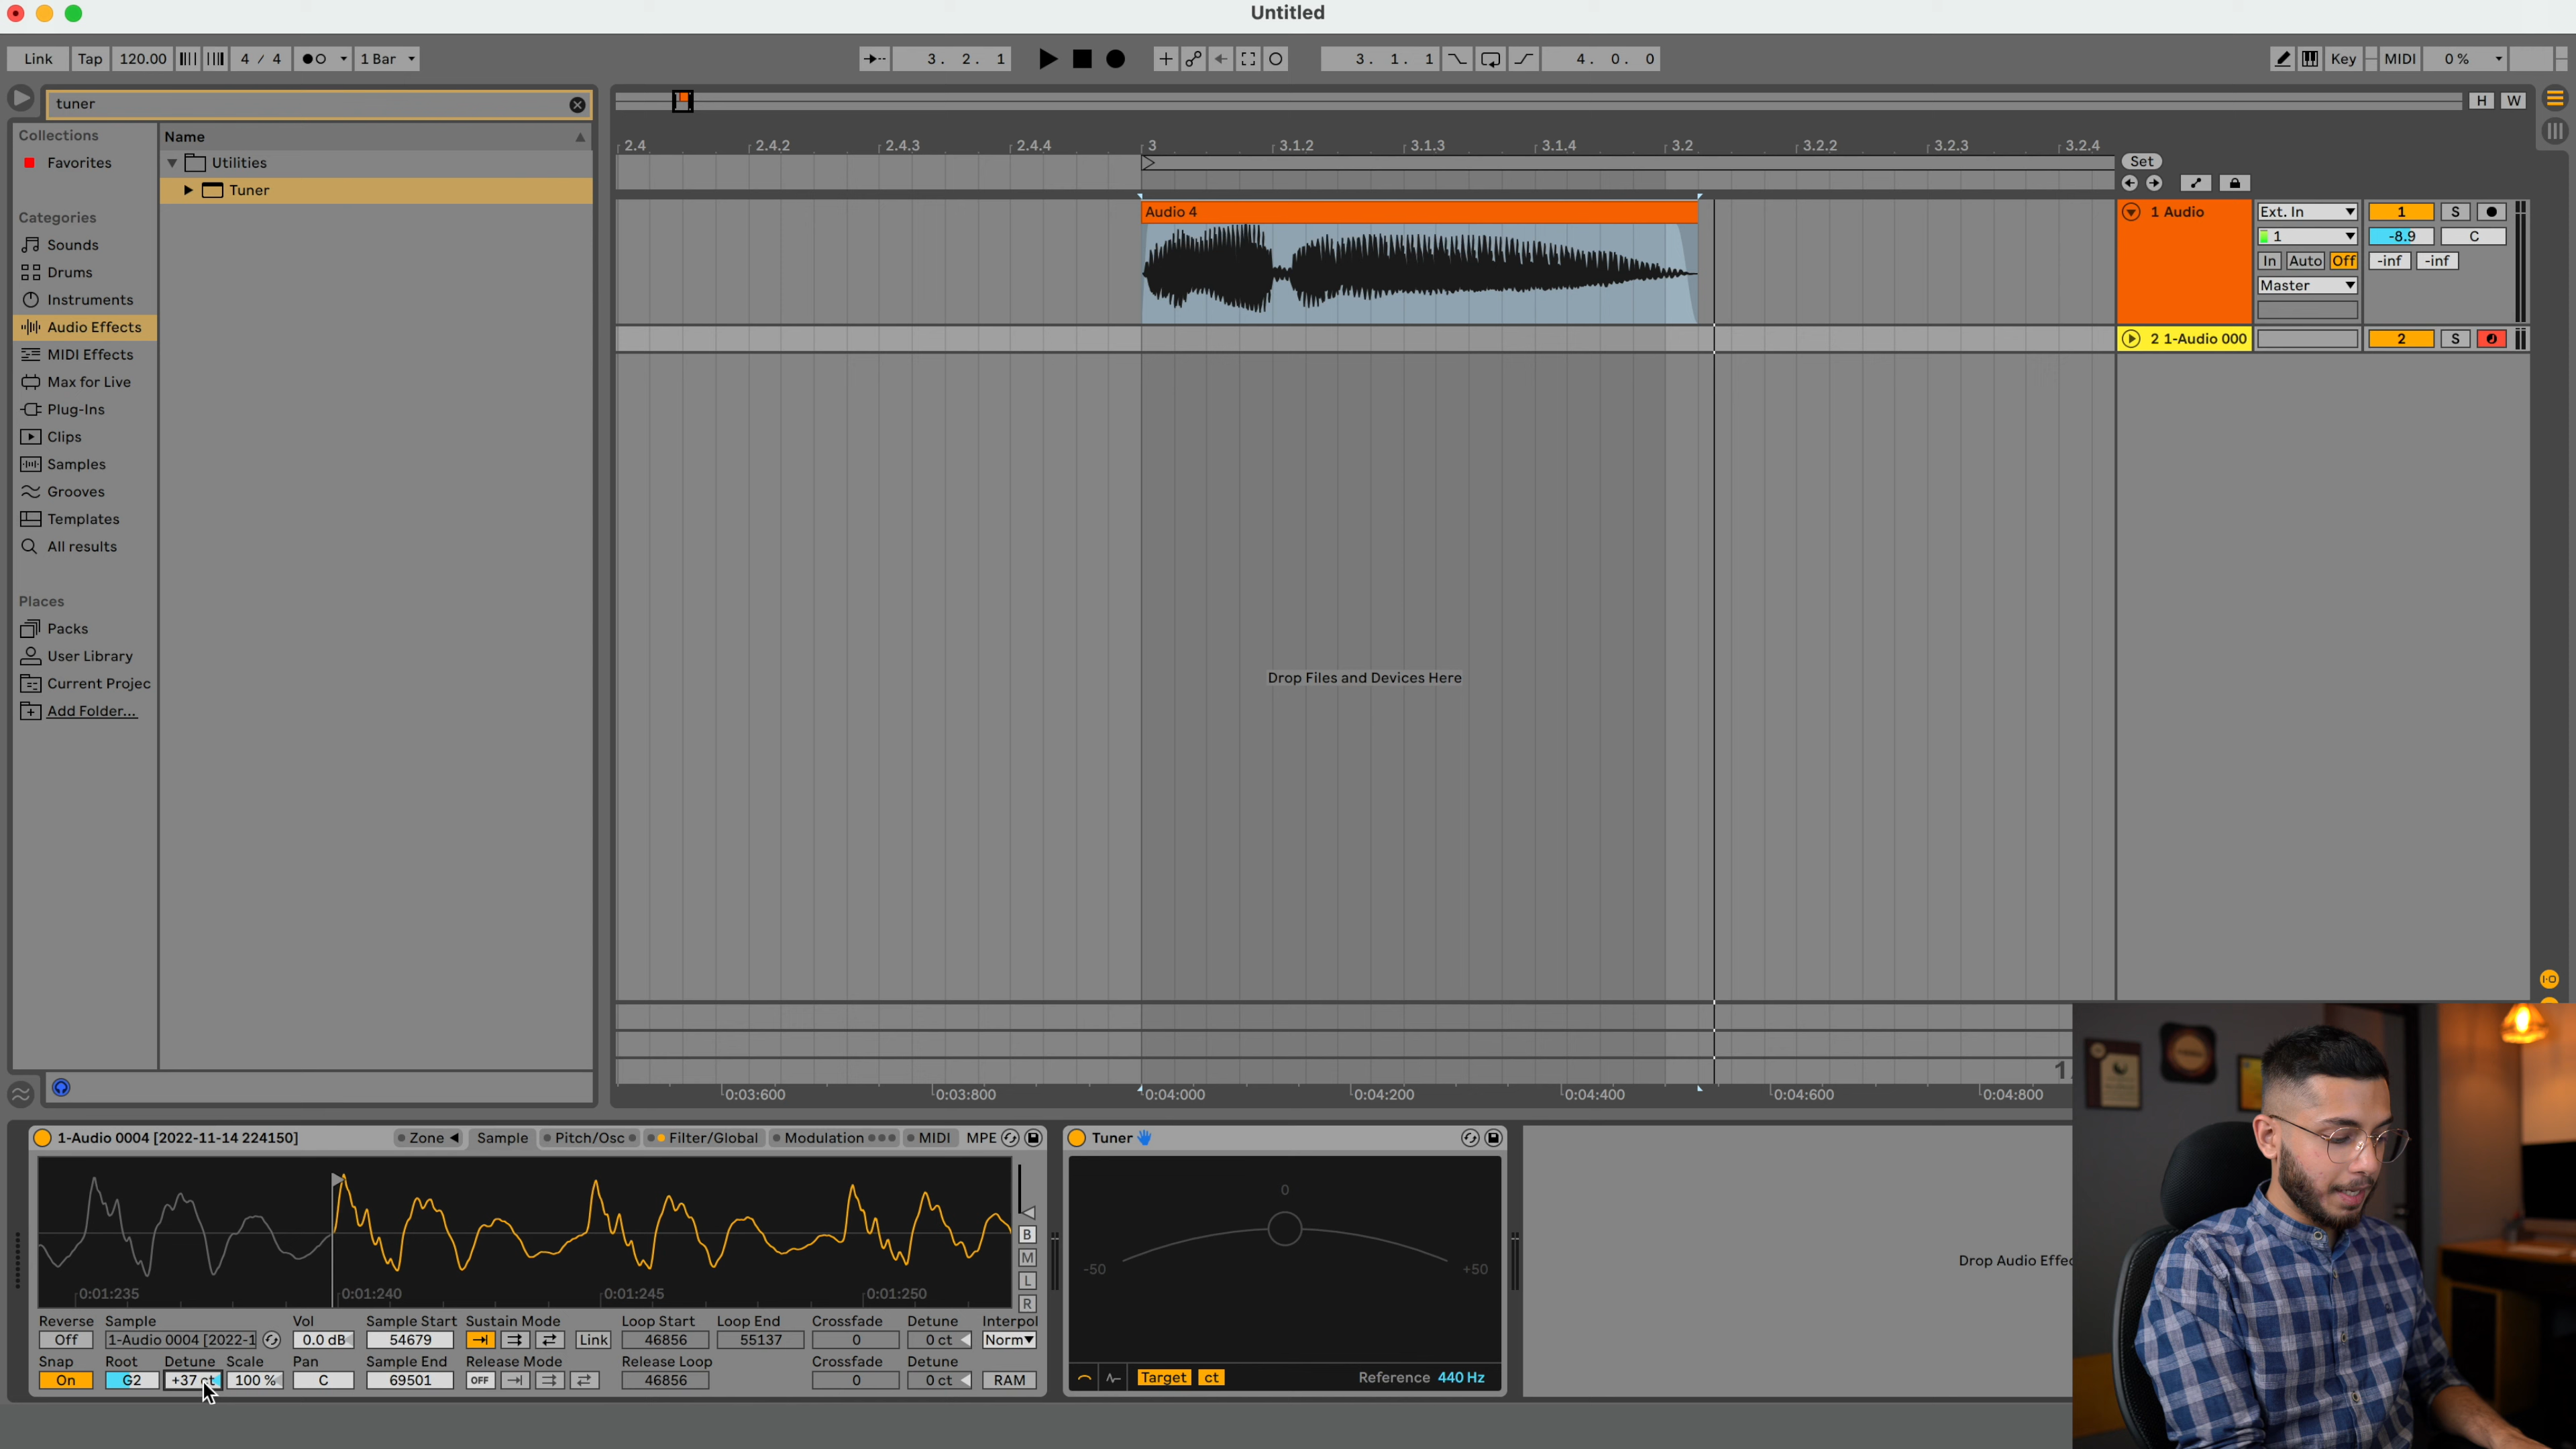 Untitled
Link Tap 120.00 4 / 4 1 Bar 3. 2. 1 3. 1. 1 4. 0. 0 Key MIDI 0 %
tuner
H W
Collections
Favorites
Categories
Sounds
Drums
Instruments
Audio Effects
MIDI Effects
Max for Live
Plug-Ins
Clips
Samples
Grooves
Templates
All results
Places
Packs
User Library
Current Projec
Add Folder...
Name
Utilities
Tuner
2.4 2.4.2 2.4.3 2.4.4 3 3.1.2 3.1.3 3.1.4 3.2 3.2.2 3.2.3 3.2.4
Set
Audio 4
1 Audio Ext. In 1 S
1 -8.9 C
In Auto Off -inf -inf
Master
2 1-Audio 000 2 S
Drop Files and Devices Here
0:03:600 0:03:800 0:04:000 0:04:200 0:04:400 0:04:600 0:04:800
1-Audio 0004 [2022-11-14 224150] Zone Sample Pitch/Osc Filter/Global Modulation MIDI MPE
B
M
L
R
0:01:235 0:01:240 0:01:245 0:01:250
Reverse Sample Vol Sample Start Sustain Mode Loop Start Loop End Crossfade Detune Interpol
Off 1-Audio 0004 [2022-1 0.0 dB 54679 Link 46856 55137 0 0 ct Norm
Snap Root Detune Scale Pan Sample End Release Mode Release Loop Crossfade Detune
On G2 +37 ct 100 % C 69501 OFF 46856 0 0 ct RAM
Tuner
0
-50 +50
Target ct Reference 440 Hz
Drop Audio Effec